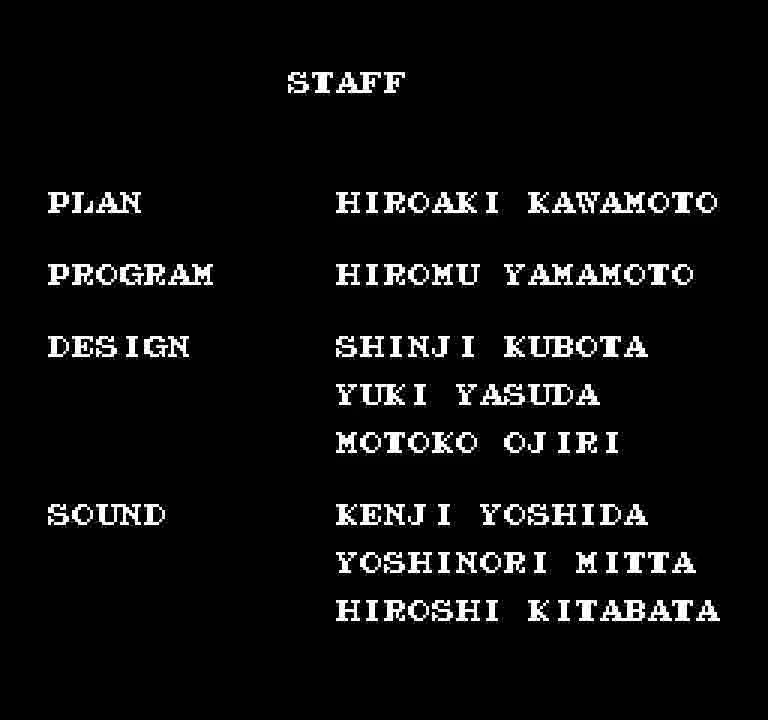 STAFF
PLAN HIROAKI KAWAMOTO
PROGRAM HIROMU YAMAMOTO
DESIGN SHINJI KUBOTA
YUKI YASUDA
MOTOKO OJIRI
SOUND KENJI YOSHIDA
YOSHINORI MITTA
HIROSHI KITABATA